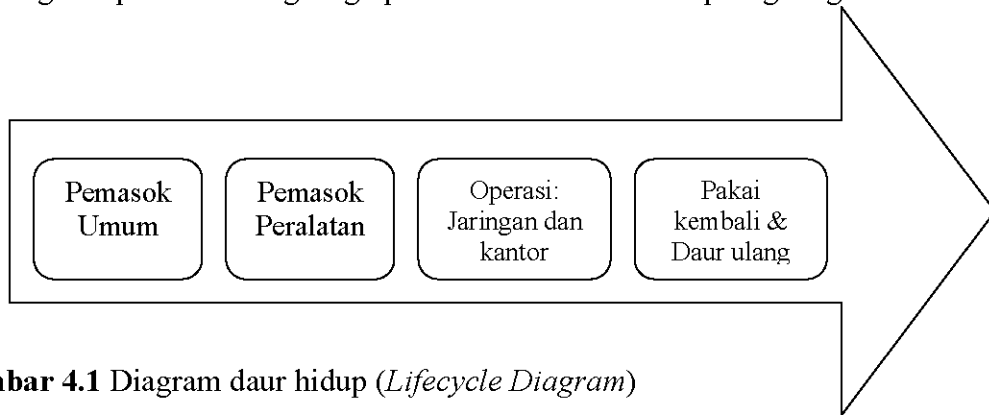 Pemasok
Umum
Pemasok
Peralatan
Operasi:
Jaringan dan
kantor
Pakai
kembali &
Daur ulang
bar 4.1 Diagram daur hidup (Lifecycle Diagram)